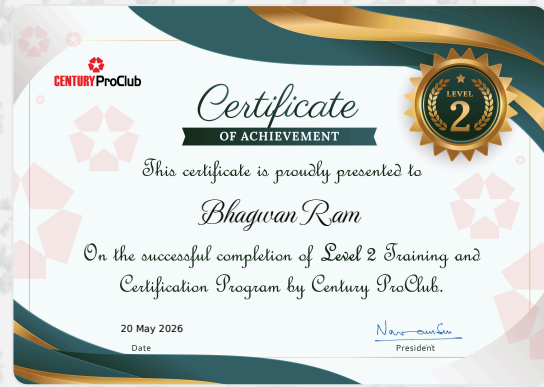 CENTURY ProClub
Certificate
OF ACHIEVEMENT
LEVEL
2
This certificate is proudly presented to
Bhagwan Ram
On the successful completion of Level 2 Training and
Certification Program by Century ProClub.
20 May 2026
Date
President